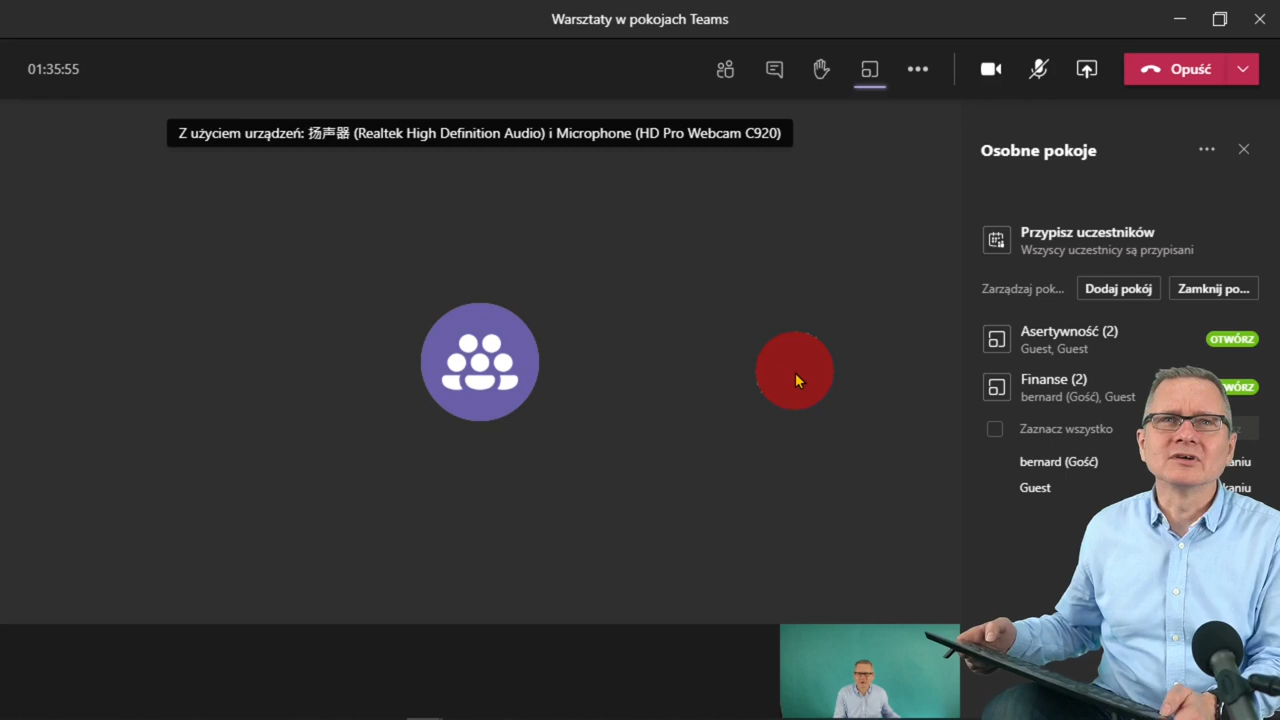 Warsztaty w pokojach Teams
01:35:55
Opuść
Z użyciem urządzeń: 扬声器 (Realtek High Definition Audio) i Microphone (HD Pro Webcam C920)
Osobne pokoje
Przypisz uczestników
Wszyscy uczestnicy są przypisani
Zarządzaj pok... Dodaj pokój Zamknij po...
Asertywność (2) OTWÓRZ
Guest, Guest
Finanse (2)
bernard (Gość), Guest
Zaznacz wszystko
bernard (Gość)
Guest